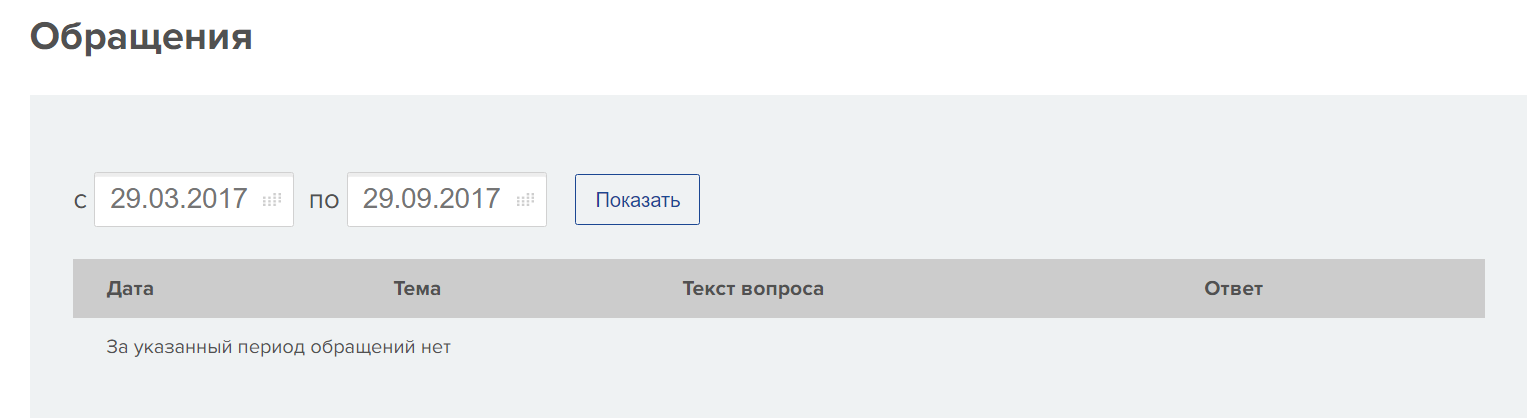 Обращения
с 29.03.2017 по 29.09.2017 Показать
Дата Тема Текст вопроса Ответ
За указанный период обращений нет